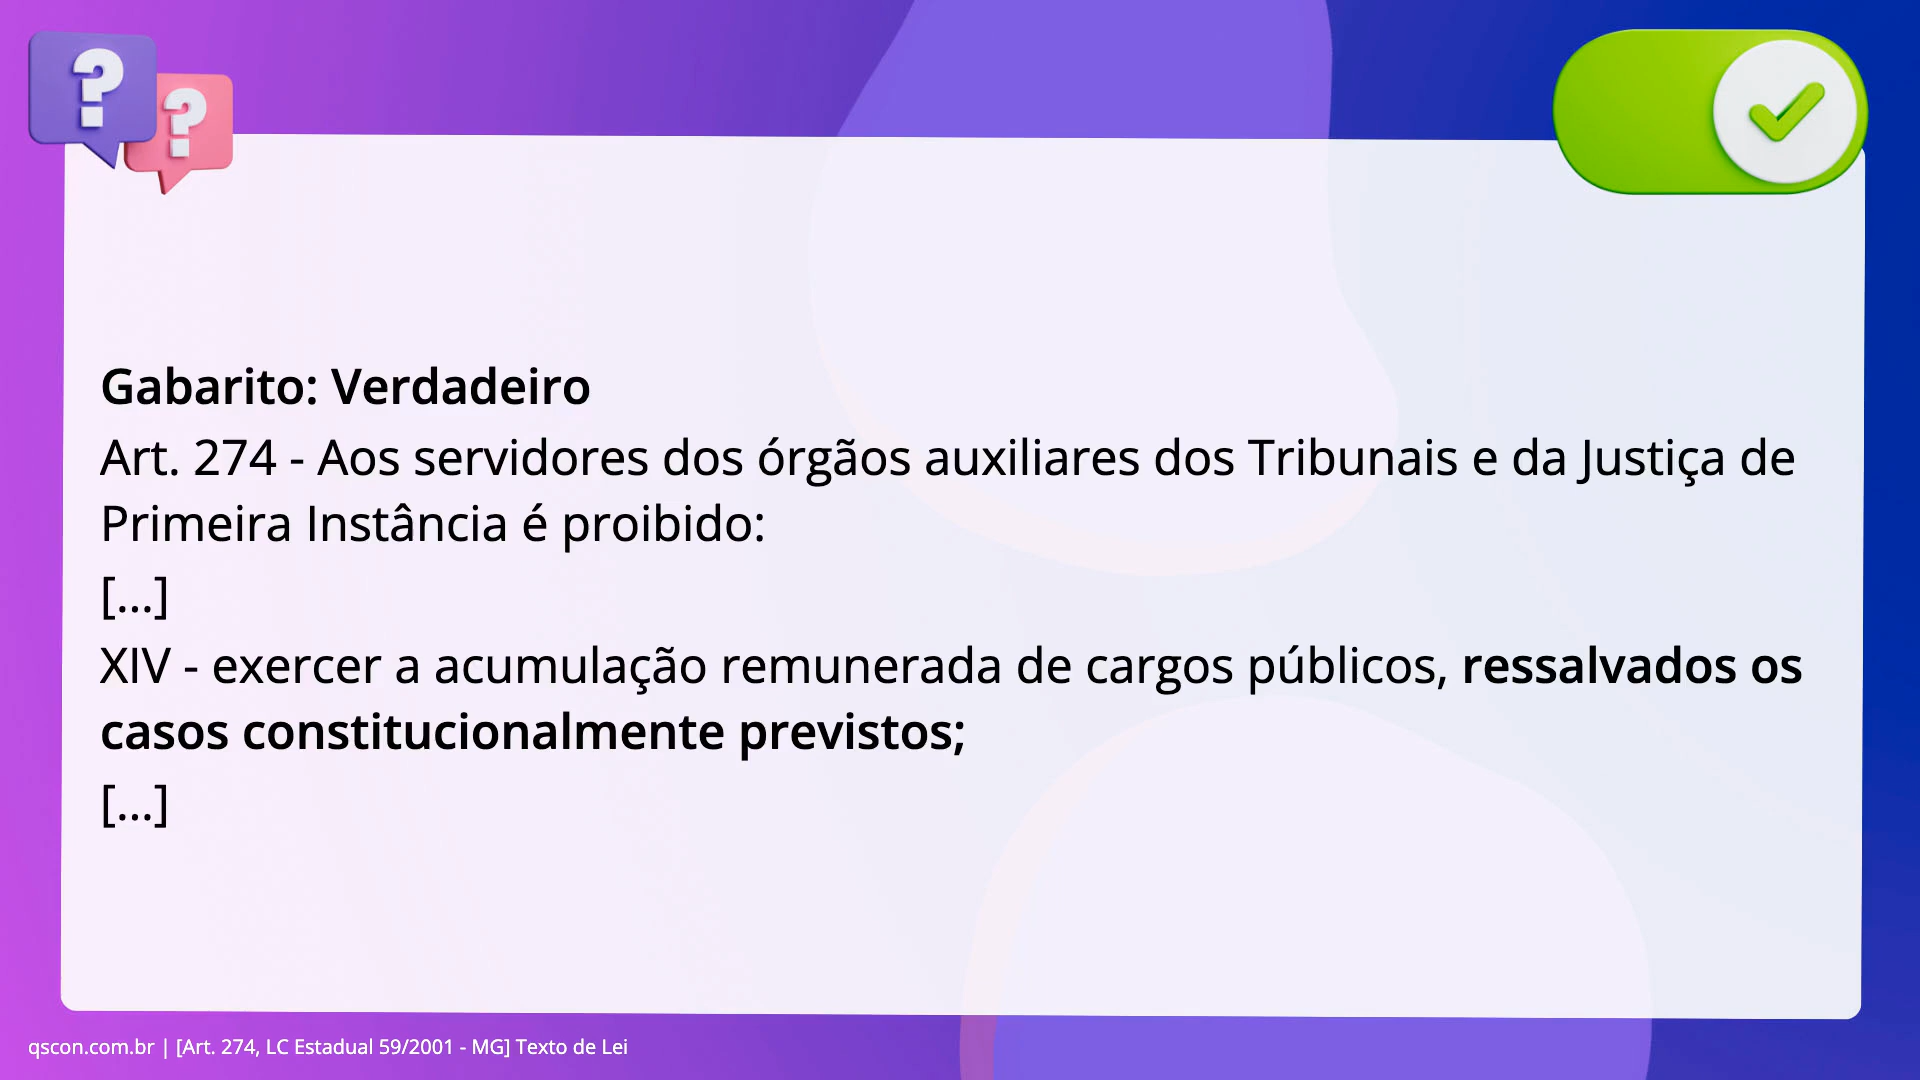 ? ?
Gabarito: Verdadeiro
Art. 274 - Aos servidores dos órgãos auxiliares dos Tribunais e da Justiça de
Primeira Instância é proibido:
[...]
XIV - exercer a acumulação remunerada de cargos públicos, ressalvados os
casos constitucionalmente previstos;
[...]
qscon.com.br | [Art. 274, LC Estadual 59/2001 - MG] Texto de Lei